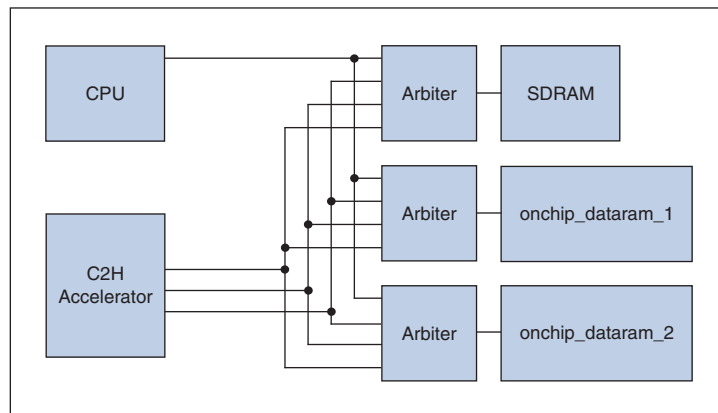 CPU
Arbiter
SDRAM
Arbiter
onchip_dataram_1
C2H
Accelerator
Arbiter
onchip_dataram_2